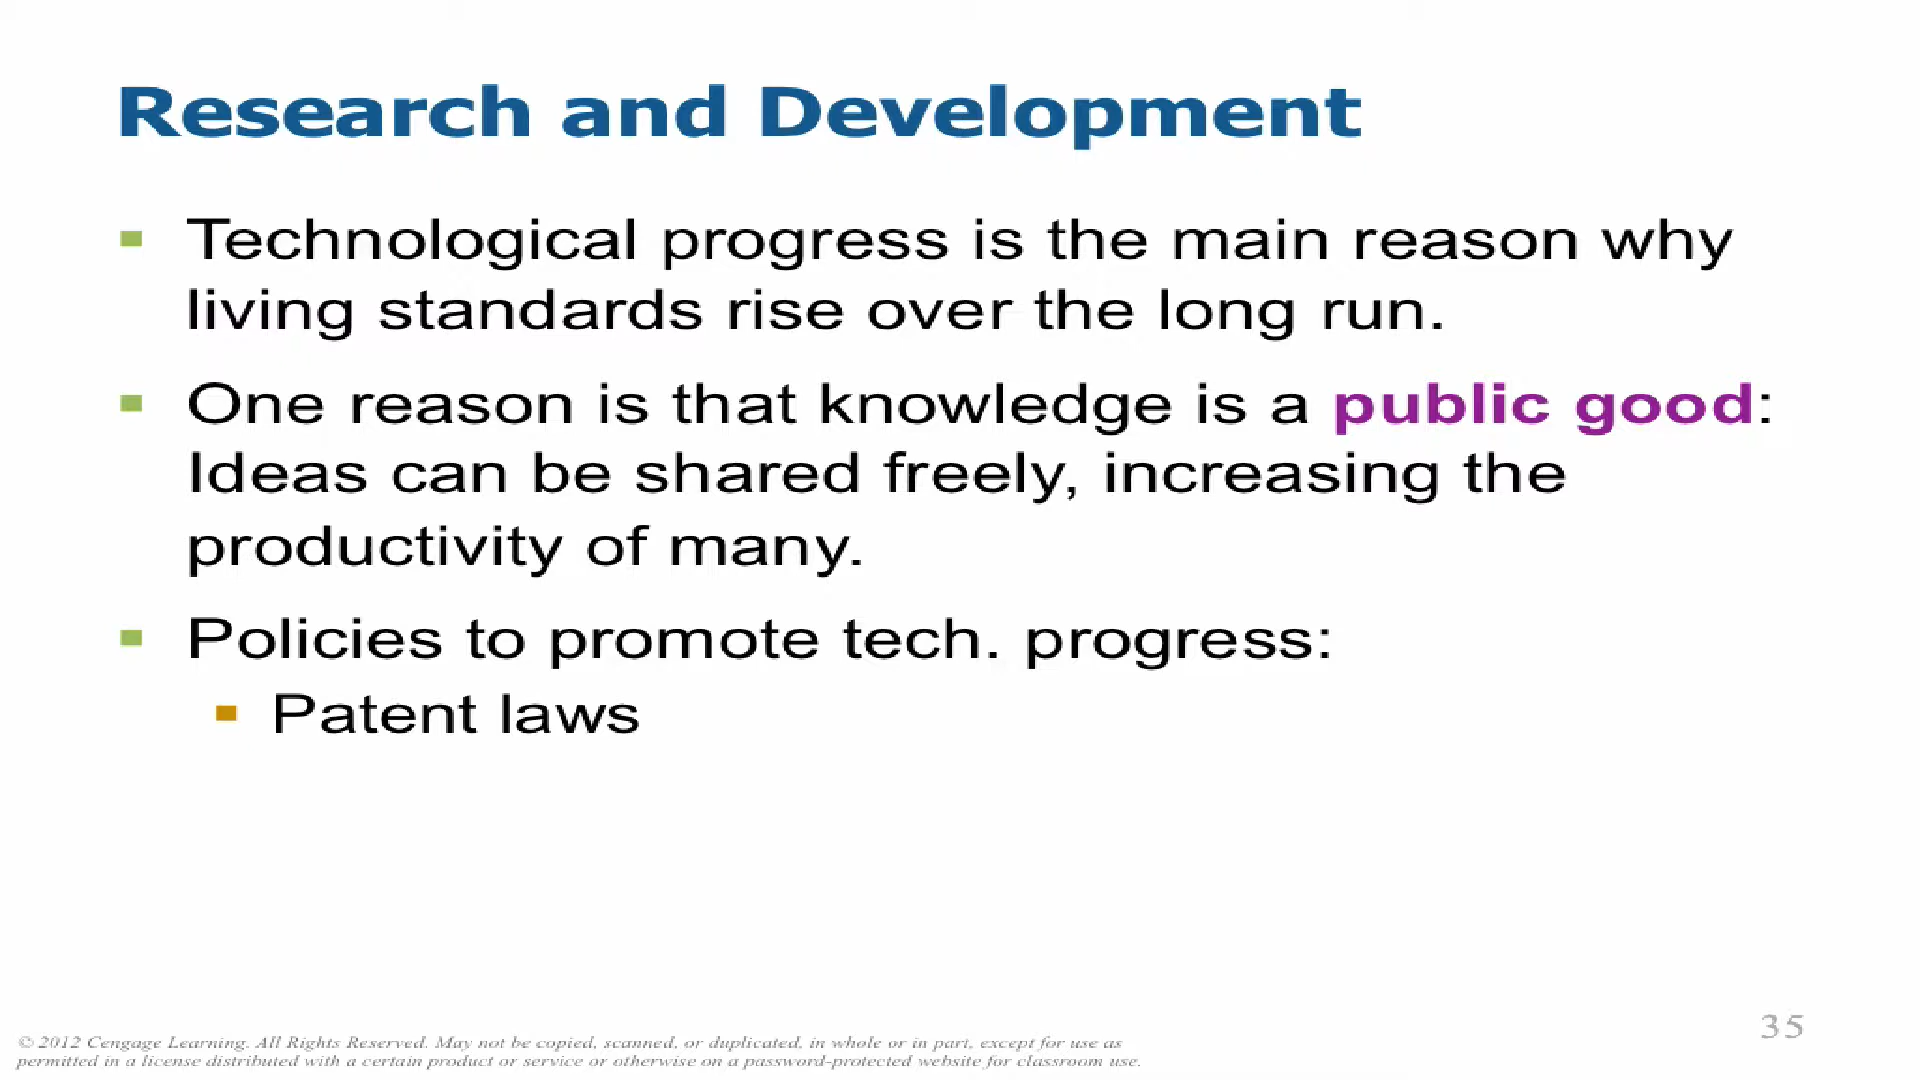 Research and Development
Technological progress is the main reason why
living standards rise over the long run.
One reason is that knowledge is a public good:
Ideas can be shared freely, increasing the
productivity of many.
Policies to promote tech. progress:
Patent laws
35
© 2012 Cengage Learning. All Rights Reserved. May not be copied, scanned, or duplicated, in whole or in part, except for use as
permitted in a license distributed with a certain product or service or otherwise on a password-protected website for classroom use.